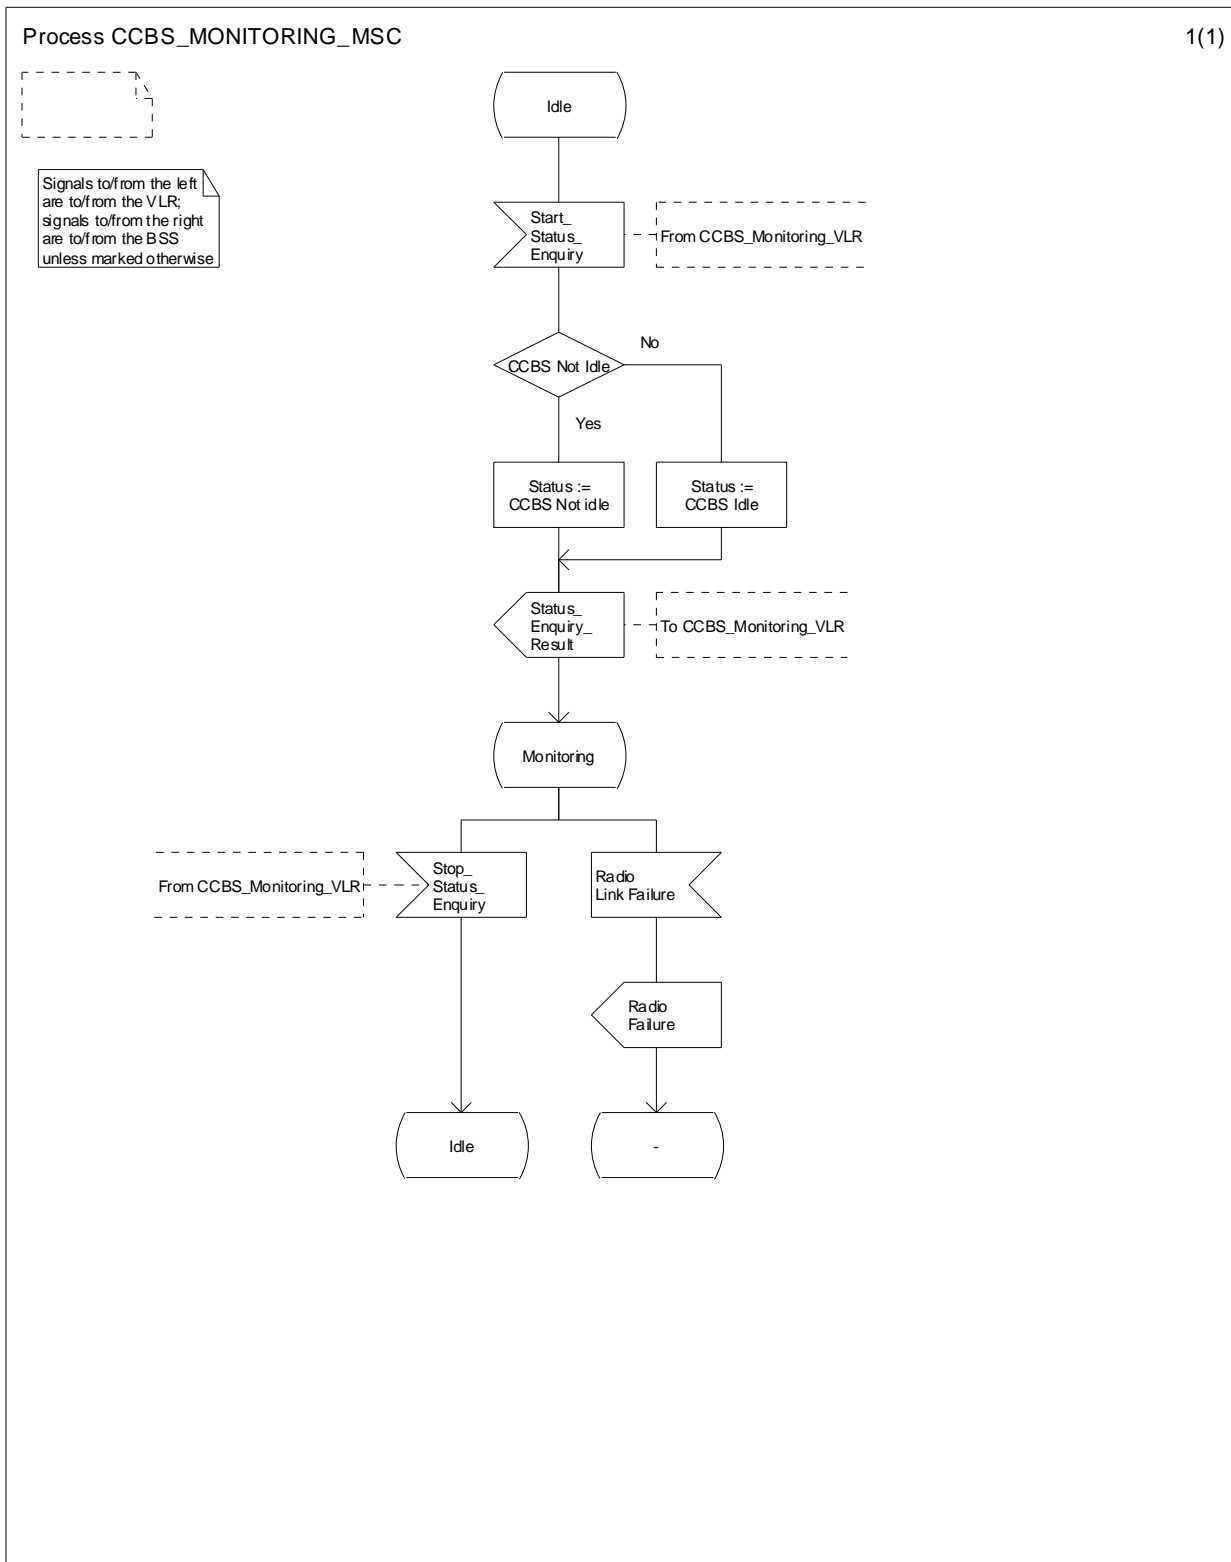 Process CCBS_MONITORING_MSC
1(1)
Signals to/from the left
are to/from the VLR;
signals to/from the right
are to/from the BSS
unless marked otherwise
Idle
Start_
Status_
Enquiry
From CCBS_Monitoring_VLR
CCBS Not Idle
No
Yes
Status :=
CCBS Not idle
Status :=
CCBS Idle
Status_
Enquiry_
Result
To CCBS_Monitoring_VLR
Monitoring
From CCBS_Monitoring_VLR
Stop_
Status_
Enquiry
Radio
Link Failure
Radio
Failure
Idle
-